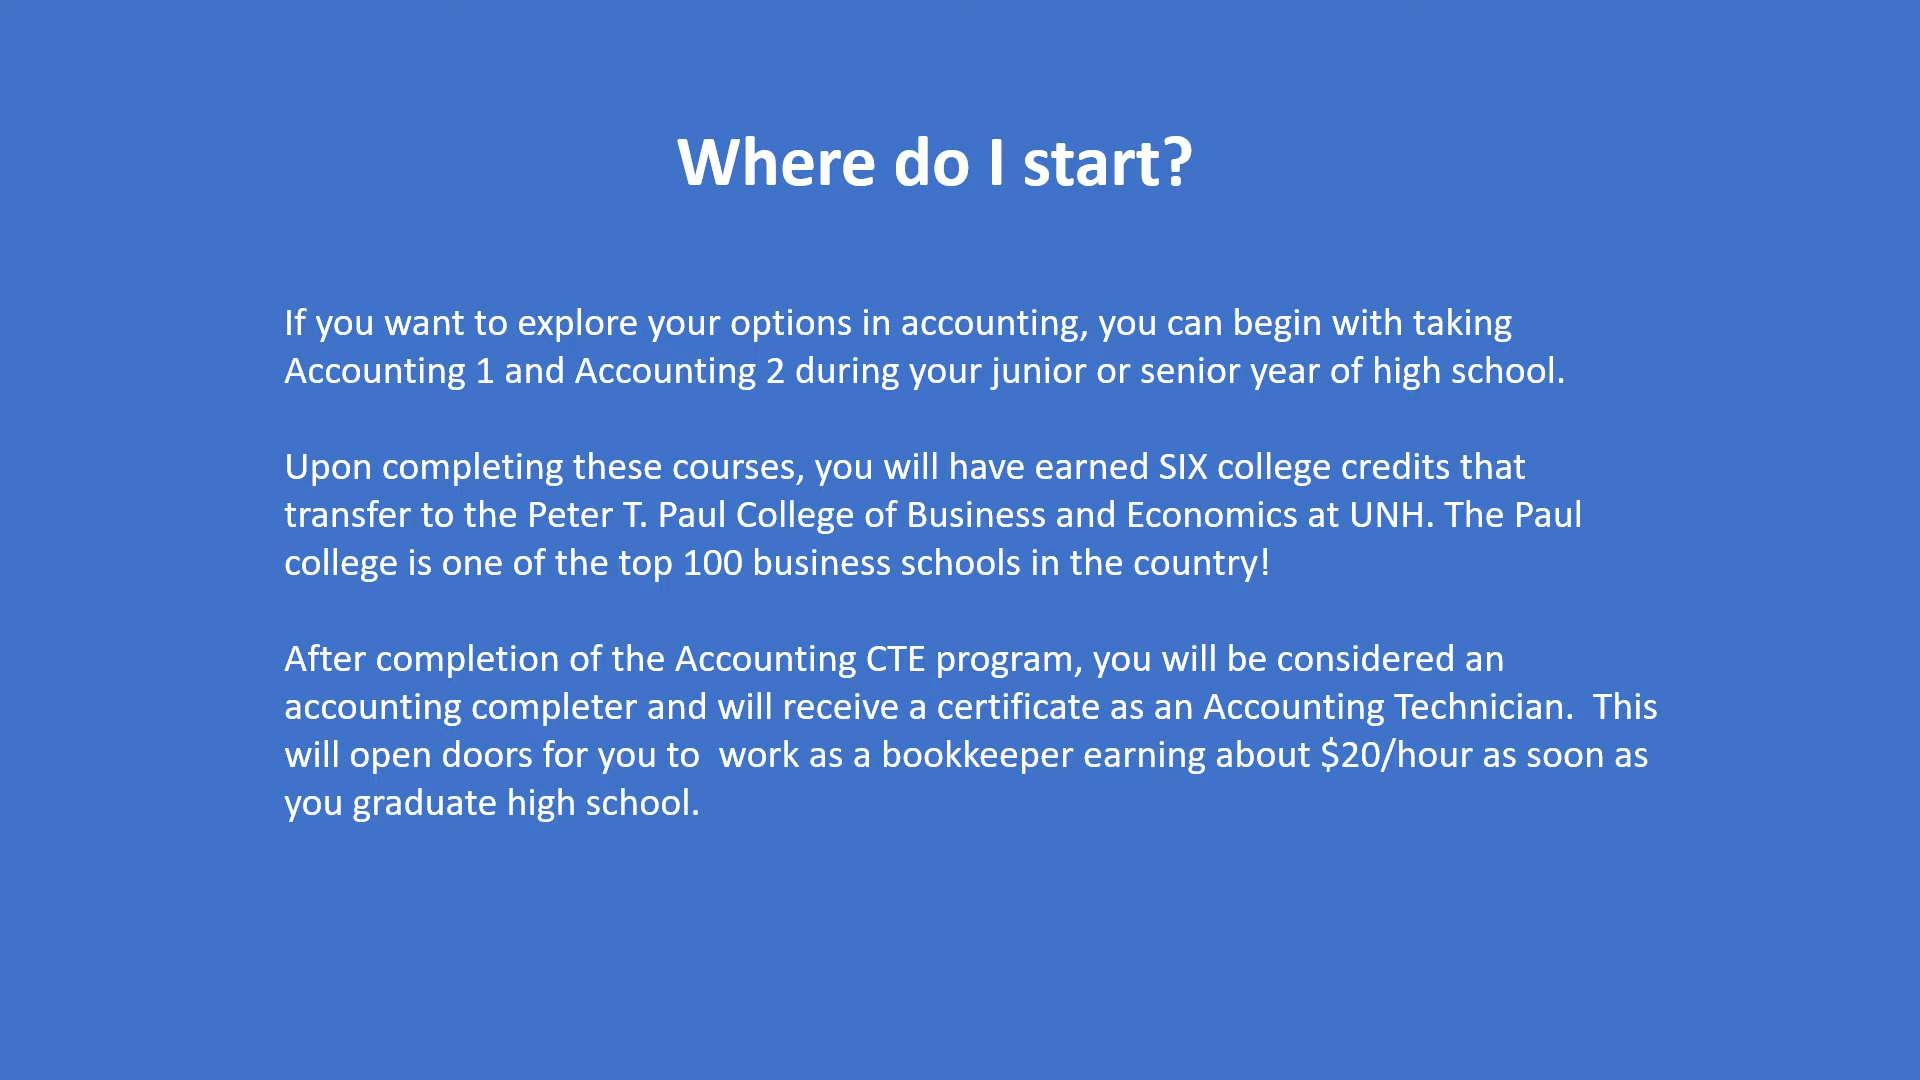 Where do I start?
If you want to explore your options in accounting, you can begin with taking
Accounting 1 and Accounting 2 during your junior or senior year of high school.
Upon completing these courses, you will have earned SIX college credits that
transfer to the Peter T. Paul College of Business and Economics at UNH. The Paul
college is one of the top 100 business schools in the country!
After completion of the Accounting CTE program, you will be considered an
accounting completer and will receive a certificate as an Accounting Technician.  This
will open doors for you to  work as a bookkeeper earning about $20/hour as soon as
you graduate high school.